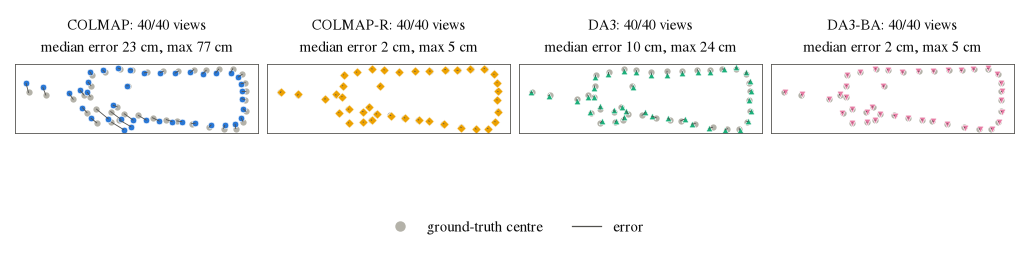 COLMAP: 40/40 views
median error 23 cm, max 77 cm
COLMAP-R: 40/40 views
median error 2 cm, max 5 cm
DA3: 40/40 views
median error 10 cm, max 24 cm
DA3-BA: 40/40 views
median error 2 cm, max 5 cm
ground-truth centre
error